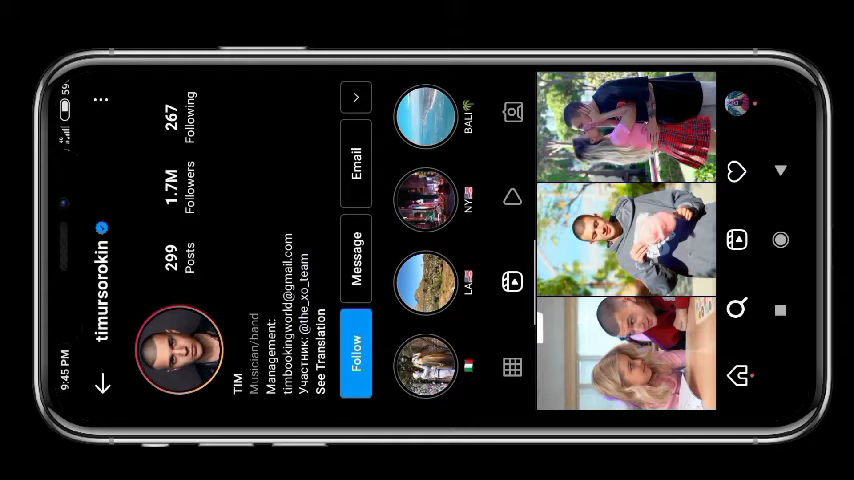 9:45 PM
59
timursorokin
299
Posts
1.7M
Followers
267
Following
TIM
Musician/band
Management:
timbookingworld@gmail.com
Участник: @the_xo_team
See Translation
Follow
Message
Email
LA
NY
BALI